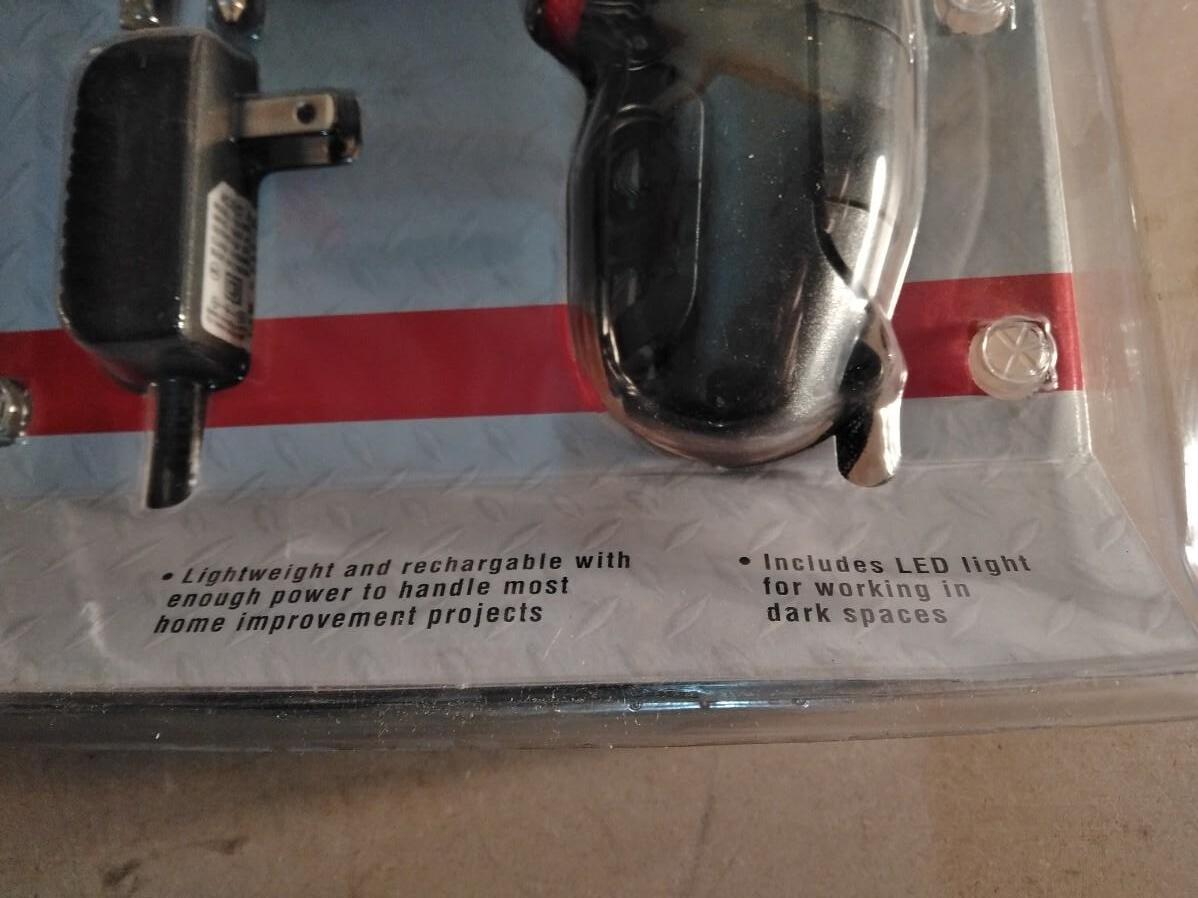 • Lightweight and rechargable with
enough power to handle most
home improvement projects
• Includes LED light
for working in
dark spaces